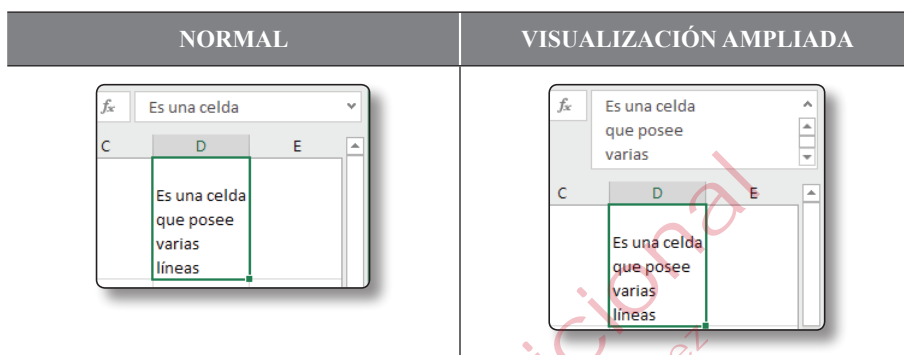 NORMAL
VISUALIZACIÓN AMPLIADA
fx Es una celda
C D E
Es una celda
que posee
varias
líneas
fx Es una celda
que posee
varias
C D E
Es una celda
que posee
varias
líneas